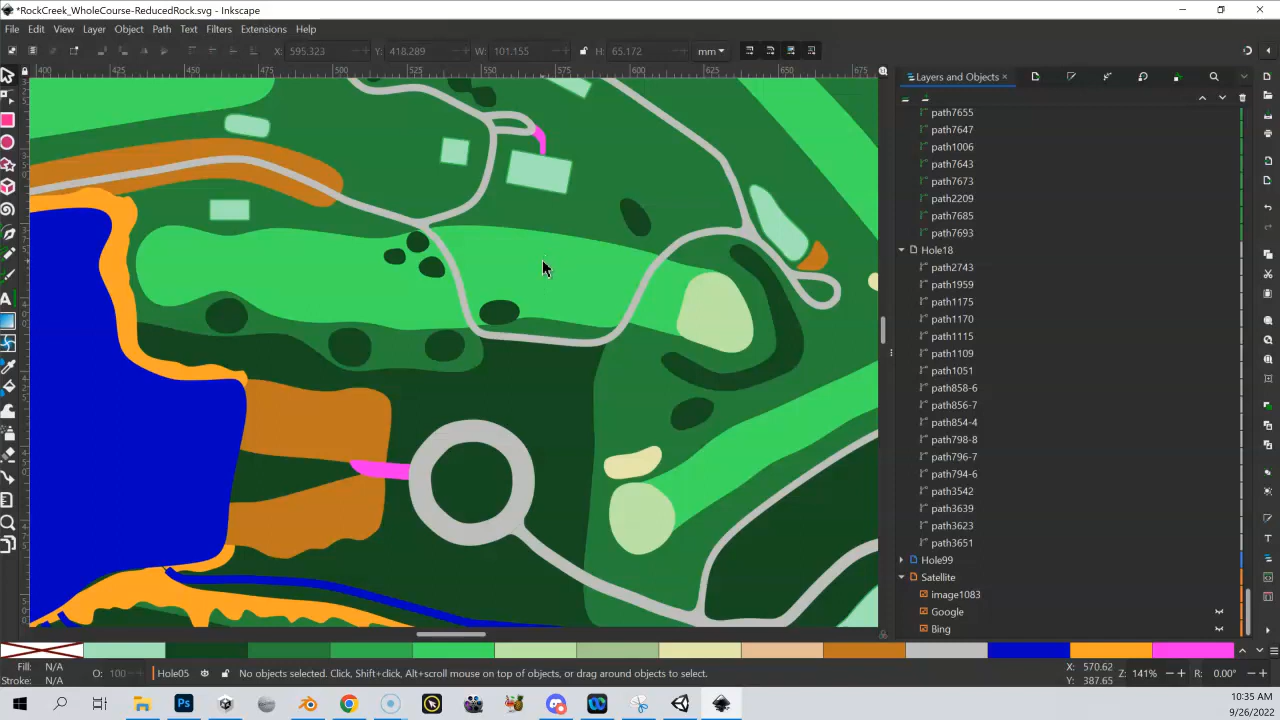 *RockCreek_WholeCourse-ReducedRock.svg - Inkscape
File Edit View Layer Object Path Text Filters Extensions Help
X: 595.323 Y: 418.289 W: 101.155 H: 65.172 mm
400 425 450 475 500 525 550 575 600 625 650 675
Layers and Objects
path7655
path7647
path1006
path7643
path7673
path2209
path7685
path7693
Hole18
path2743
path1959
path1175
path1170
path1115
path1109
path1051
path858-6
path856-7
path854-4
path798-8
path796-7
path794-6
path3542
path3639
path3623
path3651
Hole99
Satellite
image1083
Google
Bing
Fill: N/A
Stroke: N/A
O: 100
Hole05
No objects selected. Click, Shift+click, Alt+scroll mouse on top of objects, or drag around objects to select.
X: 570.62
Y: 387.65
Z: 141%
R: 0.00°
10:35 AM
9/26/2022